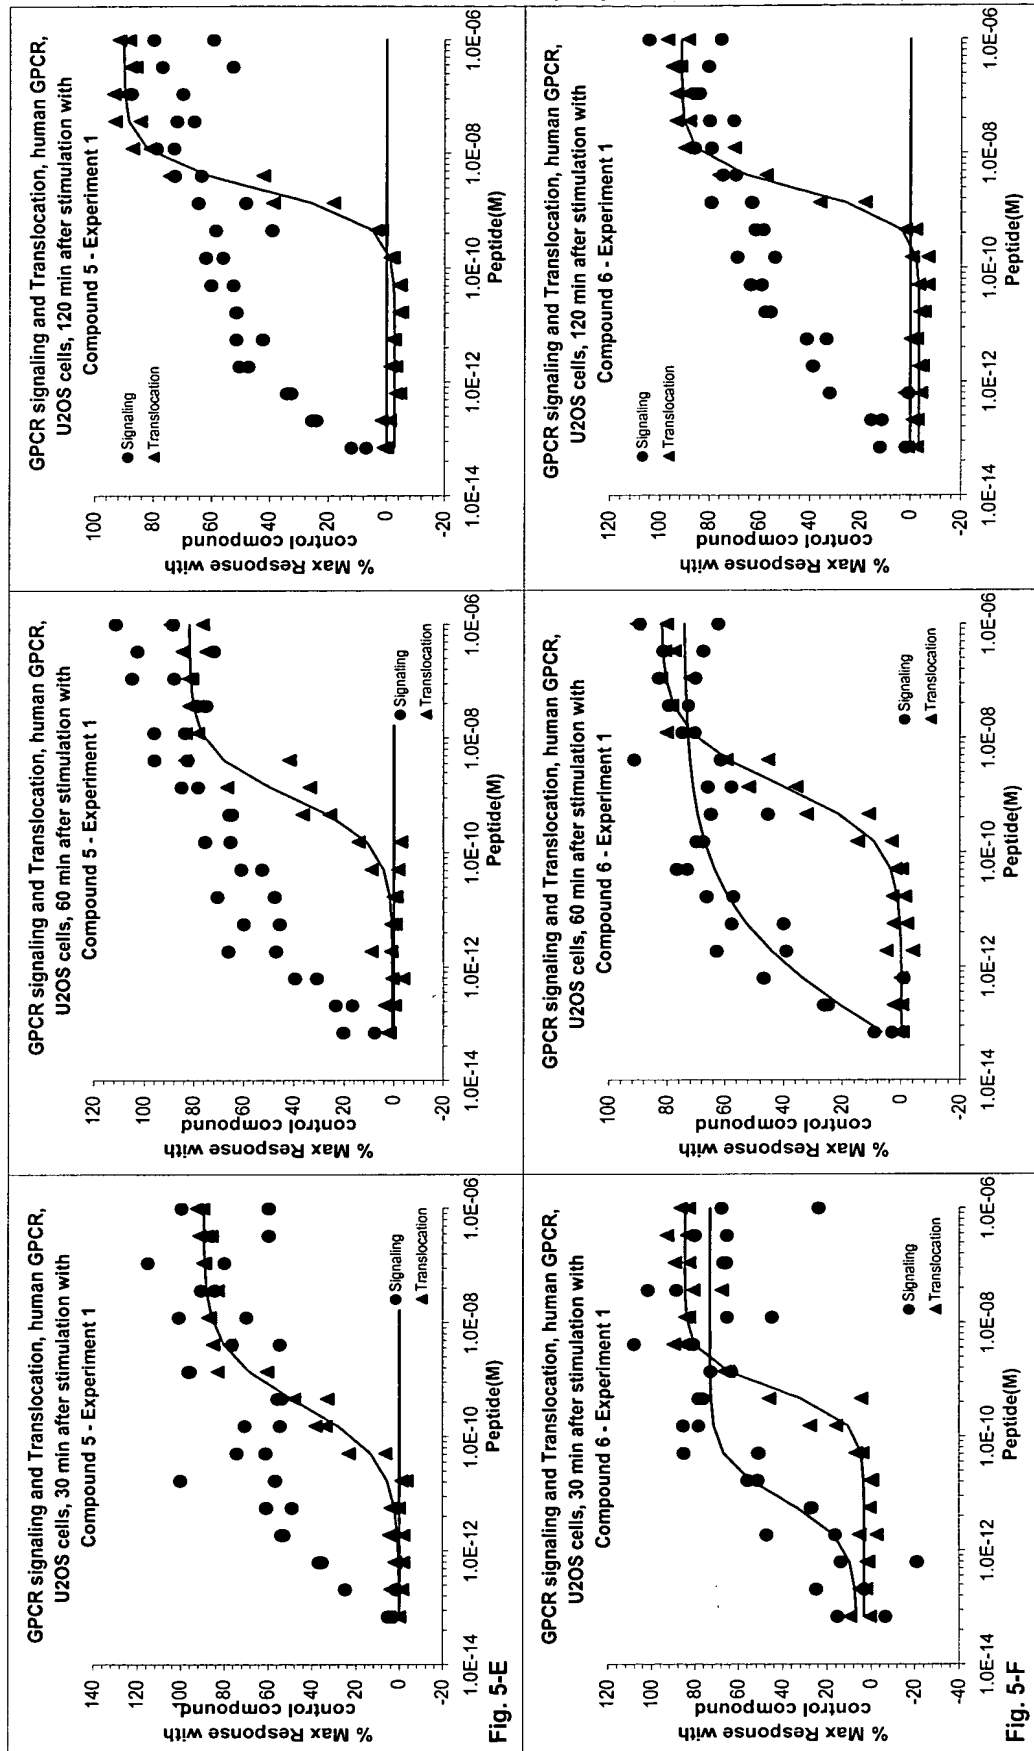 GPCR signaling and Translocation, human GPCR,
U2OS cells, 30 min after stimulation with
Compound 5 - Experiment 1
% Max Response with
control compound
140
120
100
80
60
40
20
0
-20
1.0E-14
1.0E-12
1.0E-10
1.0E-08
1.0E-06
Peptide(M)
Signaling
Translocation
Fig. 5-E
GPCR signaling and Translocation, human GPCR,
U2OS cells, 60 min after stimulation with
Compound 5 - Experiment 1
% Max Response with
control compound
120
100
80
60
40
20
0
-20
1.0E-14
1.0E-12
1.0E-10
1.0E-08
1.0E-06
Peptide(M)
Signaling
Translocation
GPCR signaling and Translocation, human GPCR,
U2OS cells, 120 min after stimulation with
Compound 5 - Experiment 1
% Max Response with
control compound
100
80
60
40
20
0
-20
1.0E-14
1.0E-12
1.0E-10
1.0E-08
1.0E-06
Peptide(M)
Signaling
Translocation
GPCR signaling and Translocation, human GPCR,
U2OS cells, 30 min after stimulation with
Compound 6 - Experiment 1
% Max Response with
control compound
120
100
80
60
40
20
0
-20
-40
1.0E-14
1.0E-12
1.0E-10
1.0E-08
1.0E-06
Peptide(M)
Signaling
Translocation
Fig. 5-F
GPCR signaling and Translocation, human GPCR,
U2OS cells, 60 min after stimulation with
Compound 6 - Experiment 1
% Max Response with
control compound
100
80
60
40
20
0
-20
1.0E-14
1.0E-12
1.0E-10
1.0E-08
1.0E-06
Peptide(M)
Signaling
Translocation
GPCR signaling and Translocation, human GPCR,
U2OS cells, 120 min after stimulation with
Compound 6 - Experiment 1
% Max Response with
control compound
120
100
80
60
40
20
0
-20
1.0E-14
1.0E-12
1.0E-10
1.0E-08
1.0E-06
Peptide(M)
Signaling
Translocation